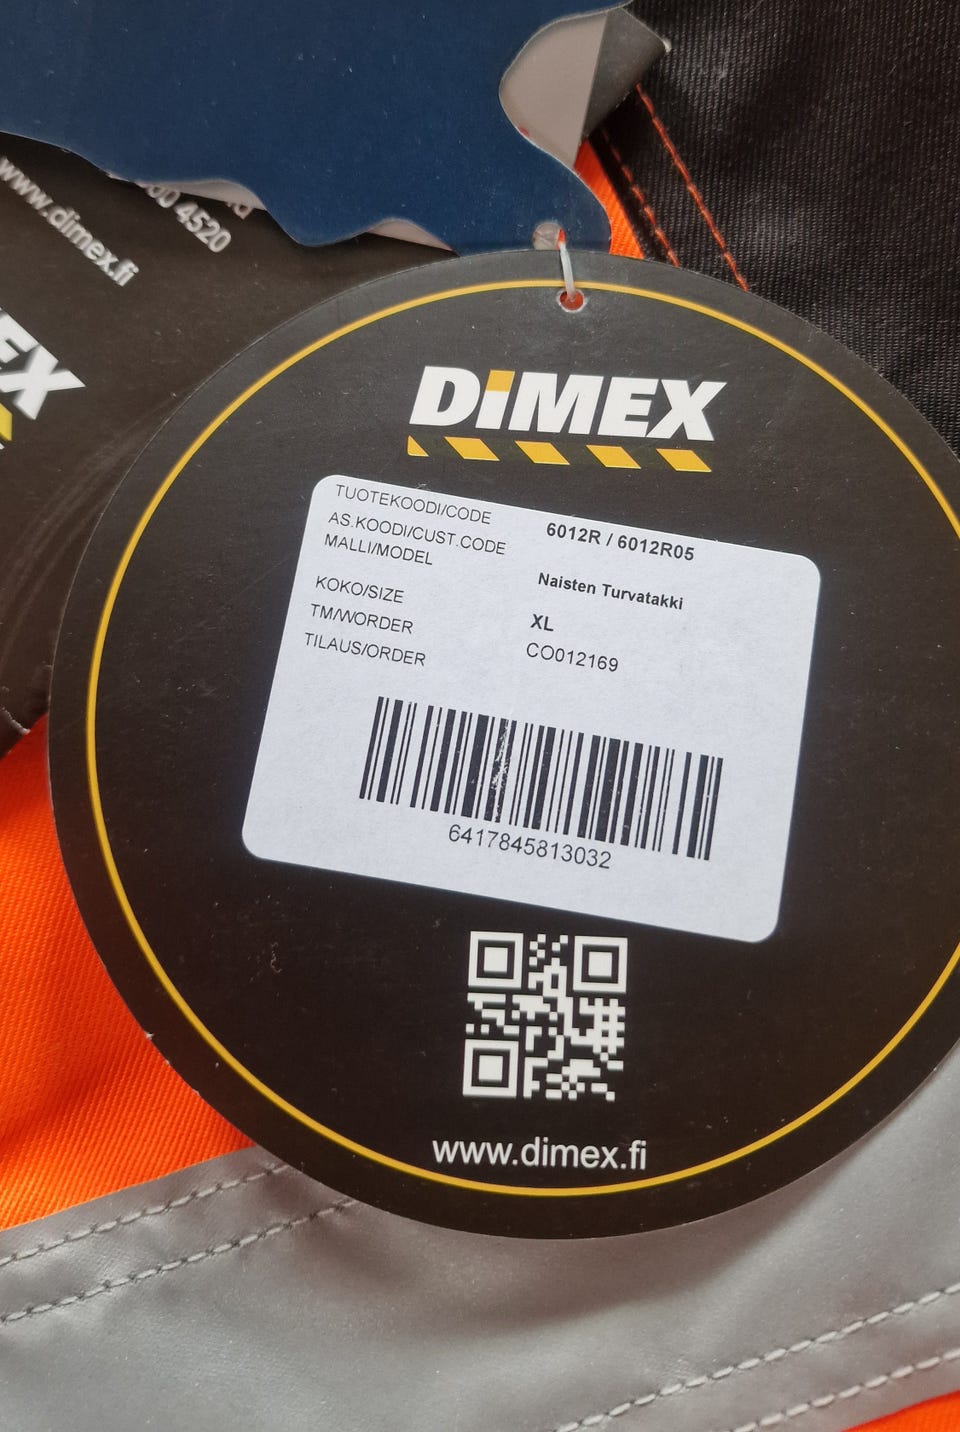 www.dimex.fi
00 4520
EX
DiMEX
TUOTEKOODI/CODE 6012R / 6012R05
AS.KOODI/CUST.CODE
MALLI/MODEL Naisten Turvatakki
KOKO/SIZE XL
TM/WORDER CO012169
TILAUS/ORDER
6417845813032
www.dimex.fi